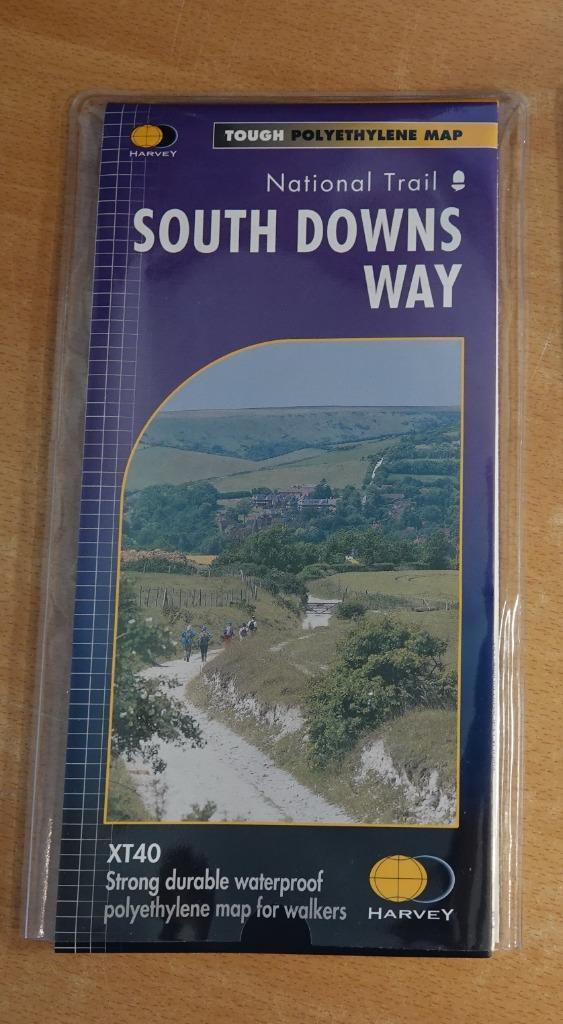 HARVEY
TOUGH POLYETHYLENE MAP
National Trail
SOUTH DOWNS
WAY
XT40
Strong durable waterproof
polyethylene map for walkers
HARVEY